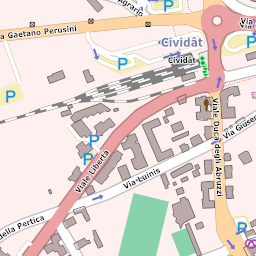 Agrario
Via
a Gaetano Perusini
P
P
Cividât
Cividât
P
P
P
P
Viale Duca degli Abruzzi
Via Giuse
Viale Libertà
Via Luinis
della Pertica
P
P